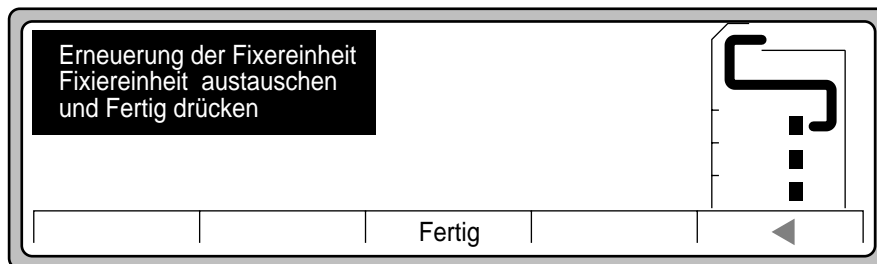 Erneuerung der Fixereinheit
Fixiereinheit austauschen
und Fertig drücken
Fertig